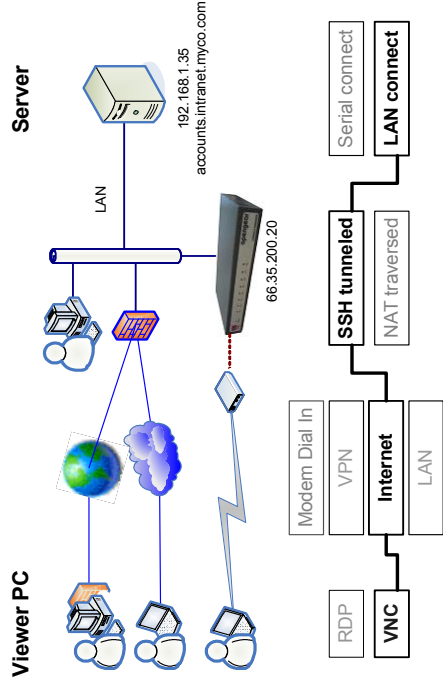 Viewer PC
Server
LAN
192.168.1.35
accounts.intranet.myco.com
opengear
66.35.200.20
RDP
VNC
Modem Dial In
VPN
Internet
LAN
SSH tunneled
NAT traversed
Serial connect
LAN connect